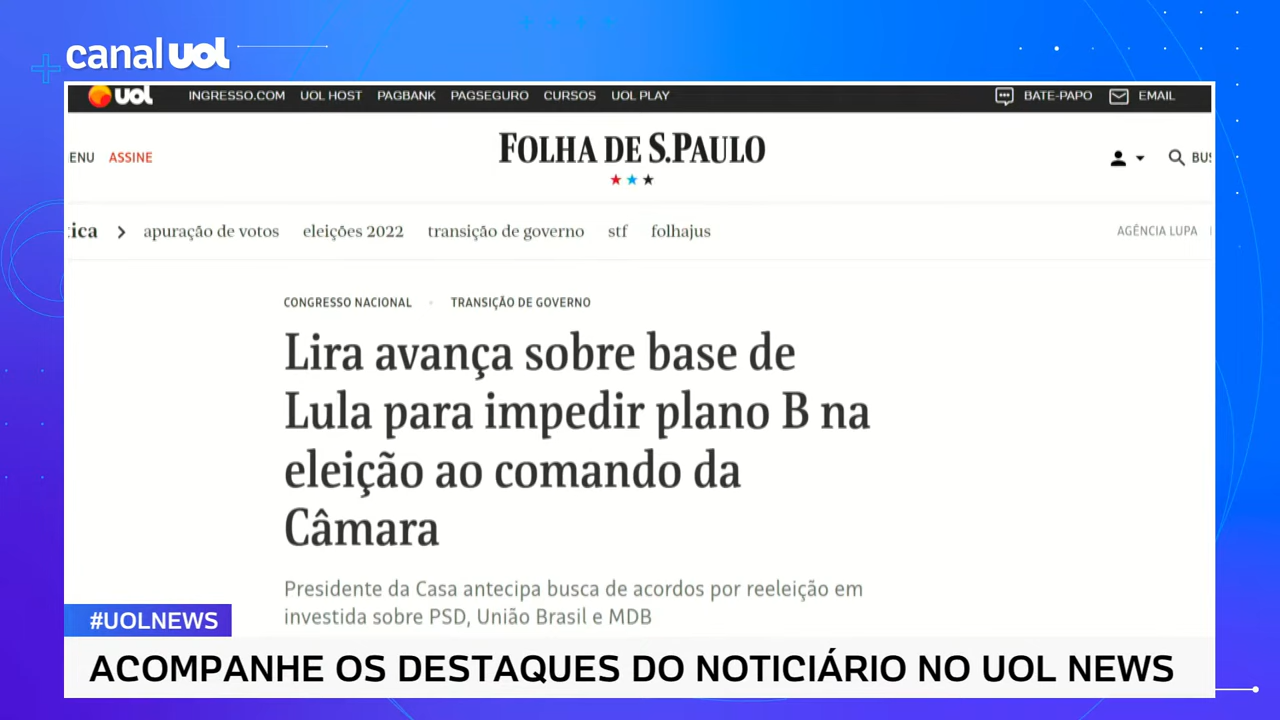 canal uol
uol INGRESSO.COM UOL HOST PAGBANK PAGSEGURO CURSOS UOL PLAY BATE-PAPO EMAIL
ENU ASSINE FOLHA DE S.PAULO BUS
tica > apuração de votos eleições 2022 transição de governo stf folhajus AGÊNCIA LUPA
CONGRESSO NACIONAL TRANSIÇÃO DE GOVERNO
Lira avança sobre base de
Lula para impedir plano B na
eleição ao comando da
Câmara
Presidente da Casa antecipa busca de acordos por reeleição em
investida sobre PSD, União Brasil e MDB
#UOLNEWS
ACOMPANHE OS DESTAQUES DO NOTICIÁRIO NO UOL NEWS